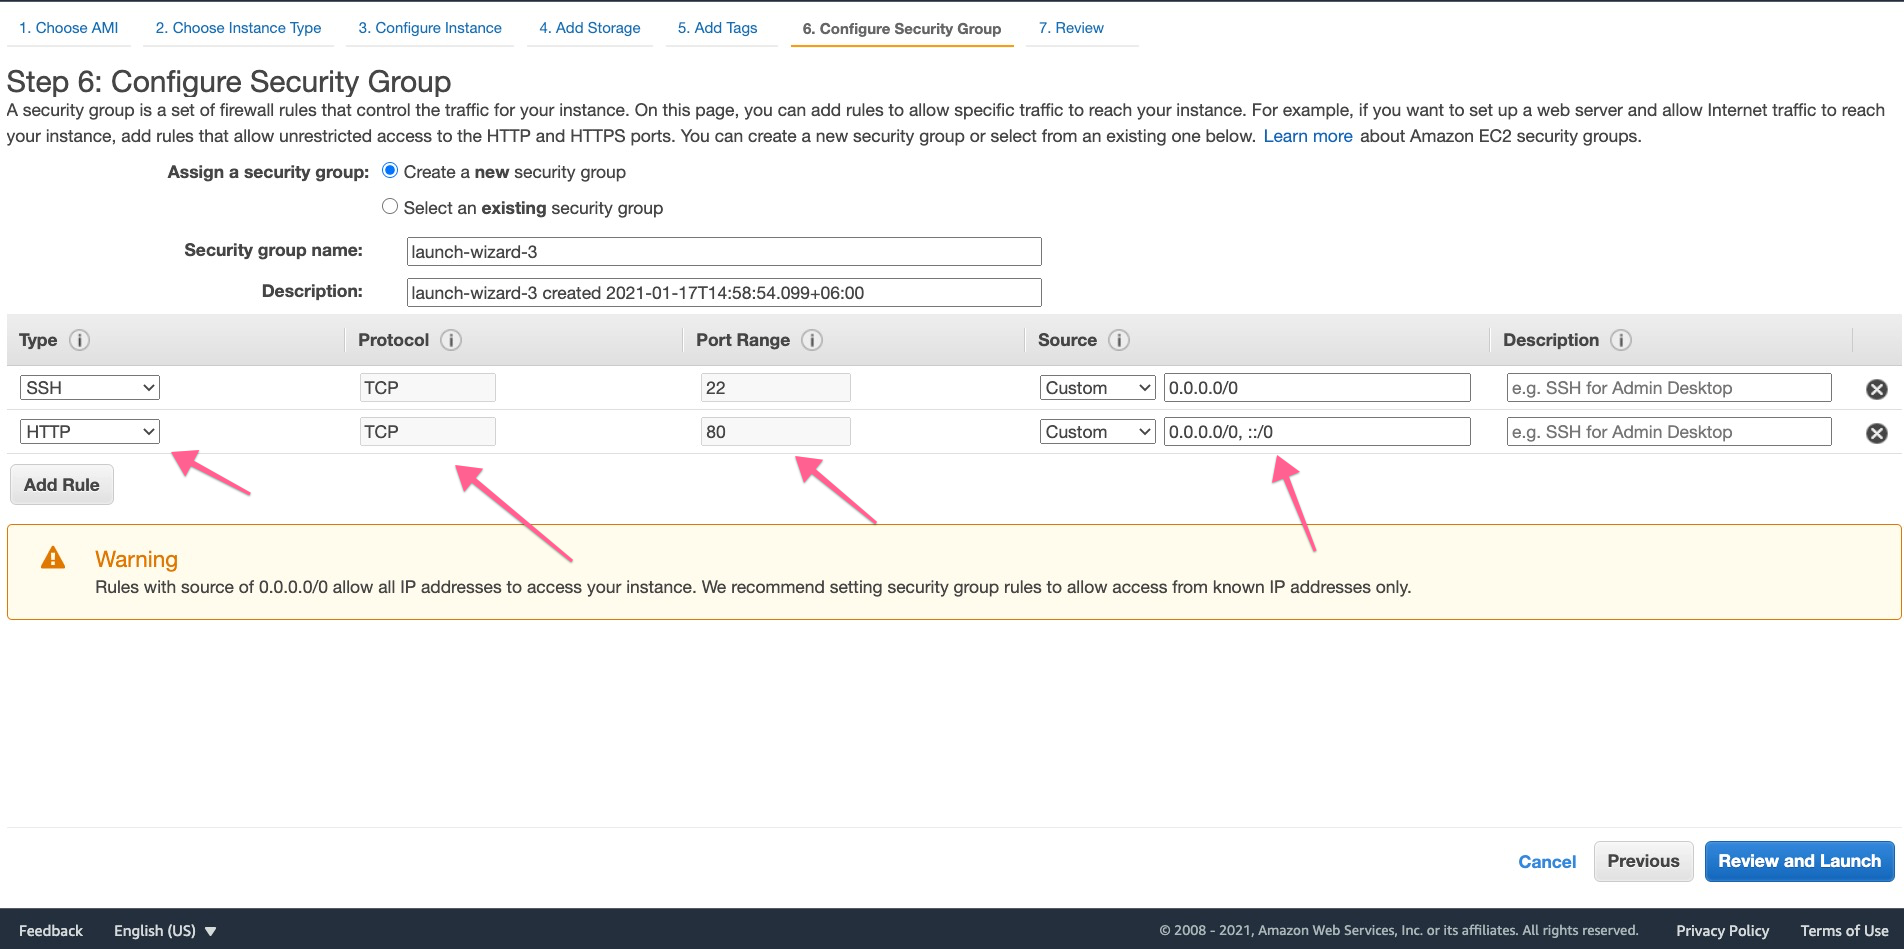 1. Choose AMI 2. Choose Instance Type 3. Configure Instance 4. Add Storage 5. Add Tags 6. Configure Security Group 7. Review
Step 6: Configure Security Group
A security group is a set of firewall rules that control the traffic for your instance. On this page, you can add rules to allow specific traffic to reach your instance. For example, if you want to set up a web server and allow Internet traffic to reach
your instance, add rules that allow unrestricted access to the HTTP and HTTPS ports. You can create a new security group or select from an existing one below. Learn more about Amazon EC2 security groups.
Assign a security group: Create a new security group
Select an existing security group
Security group name: launch-wizard-3
Description: launch-wizard-3 created 2021-01-17T14:58:54.099+06:00
Type i Protocol i Port Range i Source i Description i
SSH TCP 22 Custom 0.0.0.0/0 e.g. SSH for Admin Desktop
HTTP TCP 80 Custom 0.0.0.0/0, ::/0 e.g. SSH for Admin Desktop
Add Rule
Warning
Rules with source of 0.0.0.0/0 allow all IP addresses to access your instance. We recommend setting security group rules to allow access from known IP addresses only.
Cancel Previous Review and Launch
Feedback English (US) © 2008 - 2021, Amazon Web Services, Inc. or its affiliates. All rights reserved. Privacy Policy Terms of Use